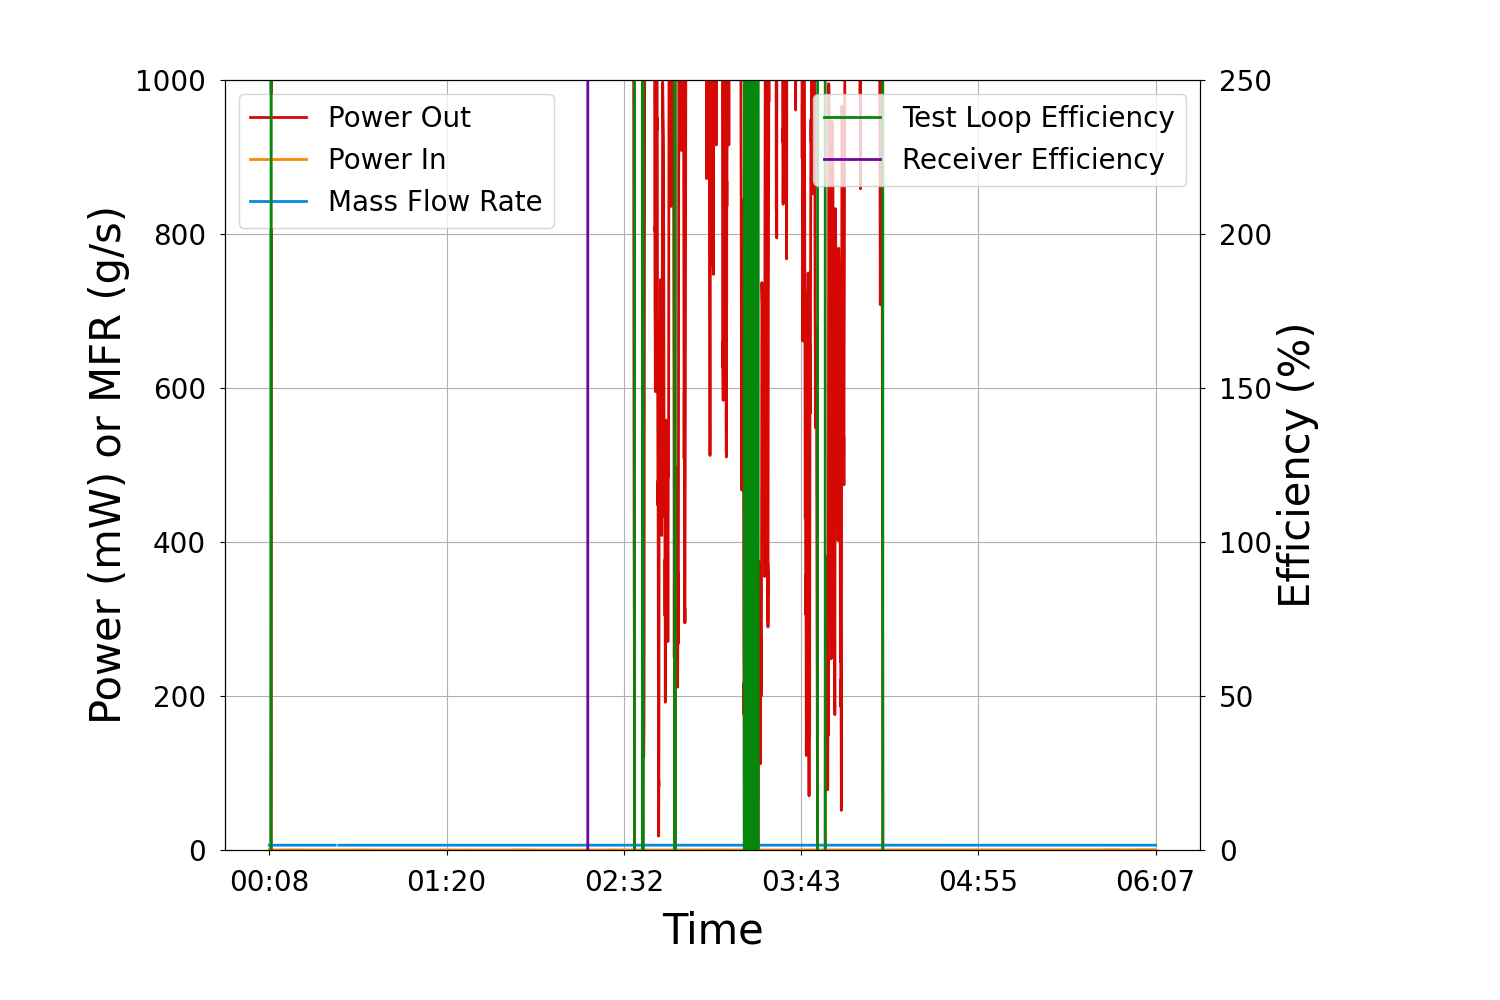 Power Out
Power In
Mass Flow Rate
Test Loop Efficiency
Receiver Efficiency
1000
800
600
400
200
0
Power (mW) or MFR (g/s)
250
200
150
100
50
0
Efficiency (%)
00:08 01:20 02:32 03:43 04:55 06:07
Time